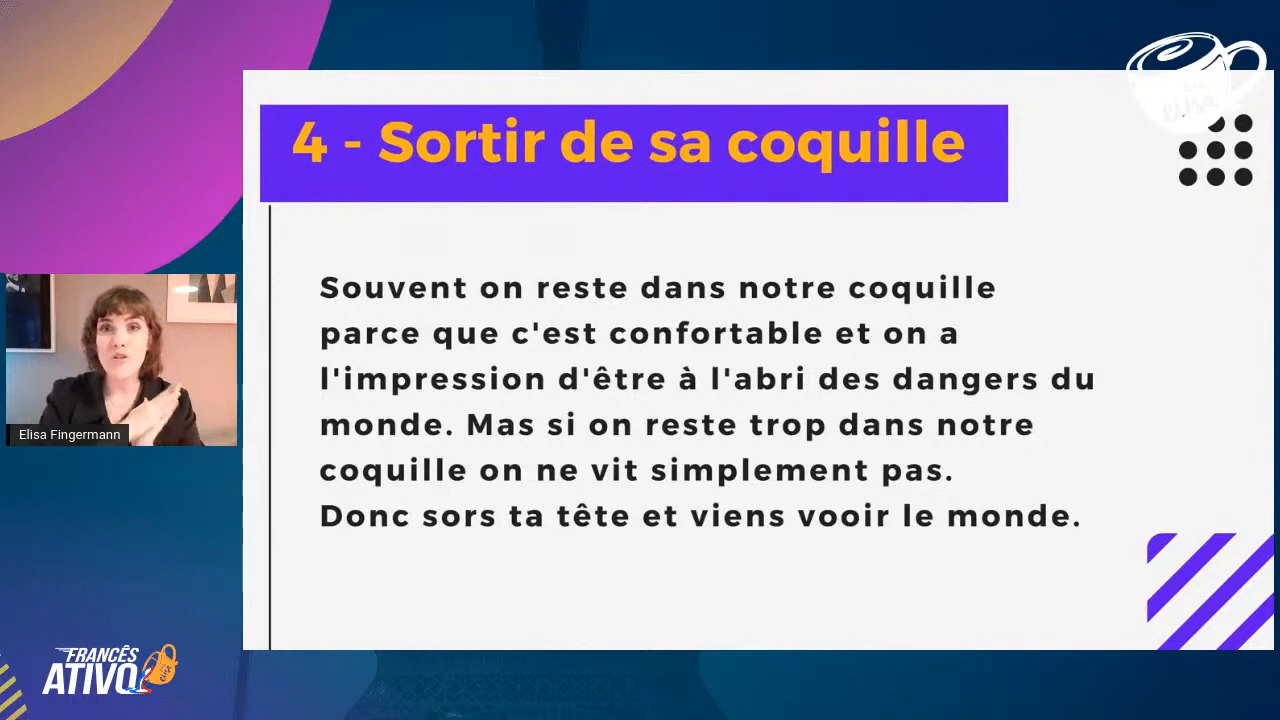 4 - Sortir de sa coquille
Souvent on reste dans notre coquille
parce que c'est confortable et on a
l'impression d'être à l'abri des dangers du
monde. Mas si on reste trop dans notre
coquille on ne vit simplement pas.
Donc sors ta tête et viens vooir le monde.
Elisa Fingermann
FRANCÊS
ATIVO
elisa